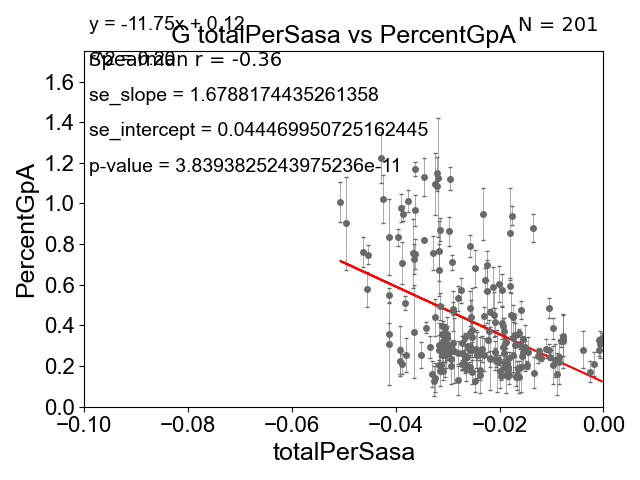 y = -11.75x + 0.12
N = 201
G totalPerSasa vs PercentGpA
Spearman r = -0.36
se_slope = 1.6788174435261358
se_intercept = 0.044469950725162445
p-value = 3.8393825243975236e-11
PercentGpA
1.6
1.4
1.2
1.0
0.8
0.6
0.4
0.2
0.0
−0.10 −0.08 −0.06 −0.04 −0.02 0.00
totalPerSasa